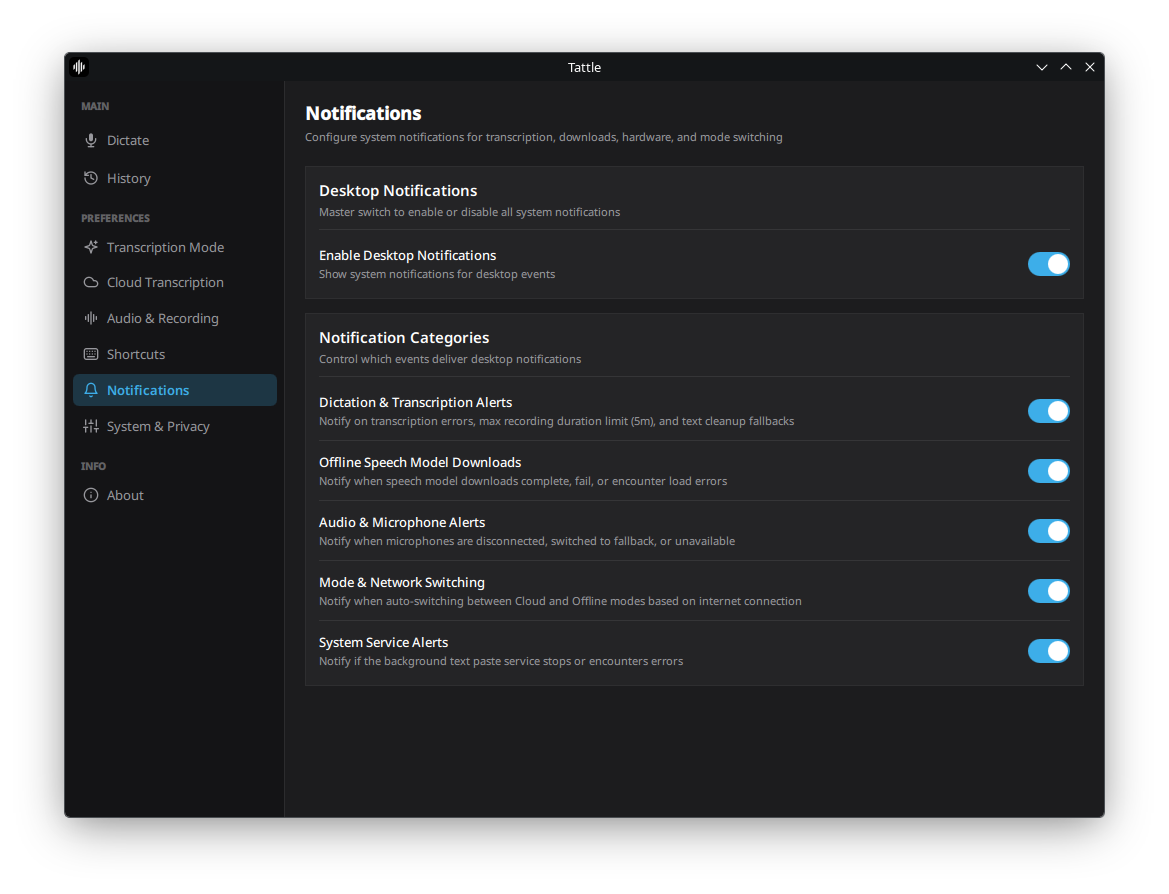 Tattle
MAIN
Dictate
History
PREFERENCES
Transcription Mode
Cloud Transcription
Audio & Recording
Shortcuts
Notifications
System & Privacy
INFO
About
Notifications
Configure system notifications for transcription, downloads, hardware, and mode switching
Desktop Notifications
Master switch to enable or disable all system notifications
Enable Desktop Notifications
Show system notifications for desktop events
Notification Categories
Control which events deliver desktop notifications
Dictation & Transcription Alerts
Notify on transcription errors, max recording duration limit (5m), and text cleanup fallbacks
Offline Speech Model Downloads
Notify when speech model downloads complete, fail, or encounter load errors
Audio & Microphone Alerts
Notify when microphones are disconnected, switched to fallback, or unavailable
Mode & Network Switching
Notify when auto-switching between Cloud and Offline modes based on internet connection
System Service Alerts
Notify if the background text paste service stops or encounters errors